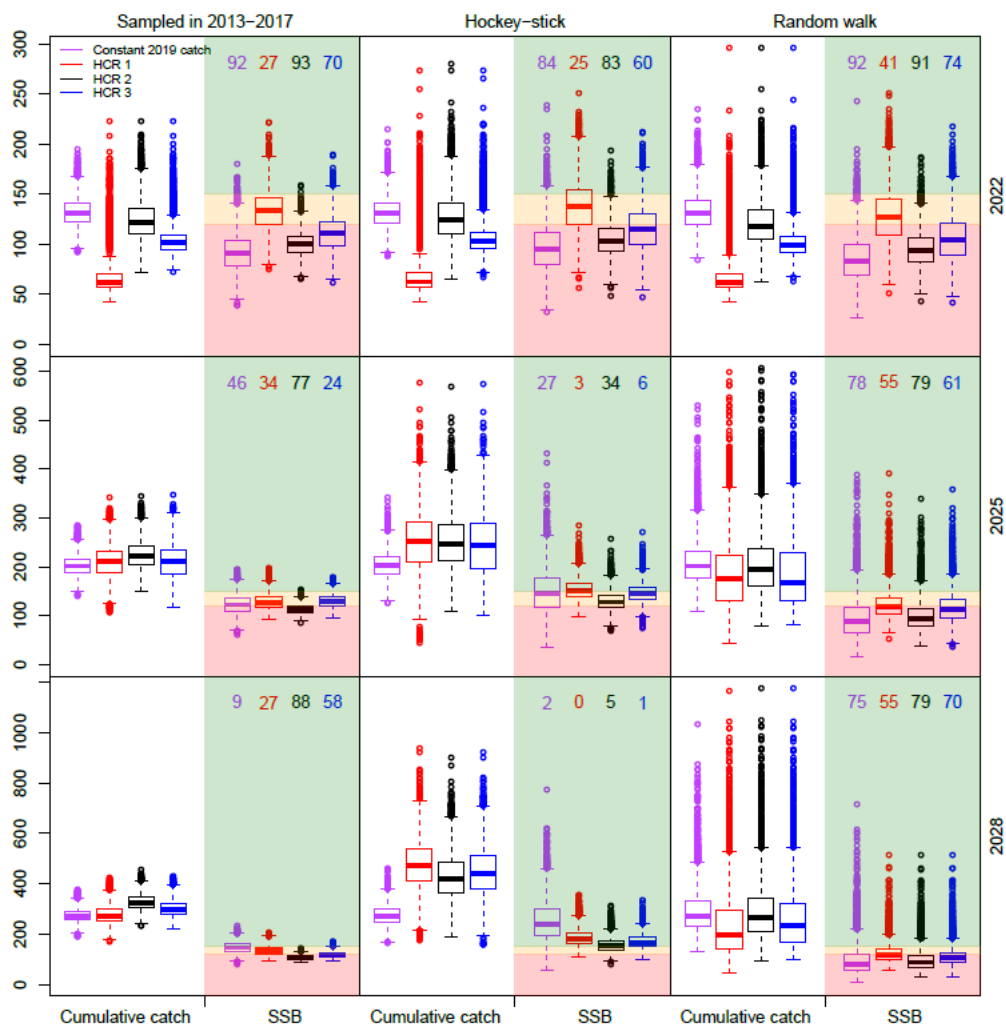 Sampled in 2013−2017 Hockey−stick Random walk
Constant 2019 catch
HCR 1
HCR 2
HCR 3
92 27 93 70 84 25 83 60 92 41 91 74
300
250
200
150
100
50
0
2022
46 34 77 24 27 3 34 6 78 55 79 61
600
500
400
300
200
100
0
2025
9 27 88 58 2 0 5 1 75 55 79 70
1000
800
600
400
200
0
2028
Cumulative catch SSB Cumulative catch SSB Cumulative catch SSB